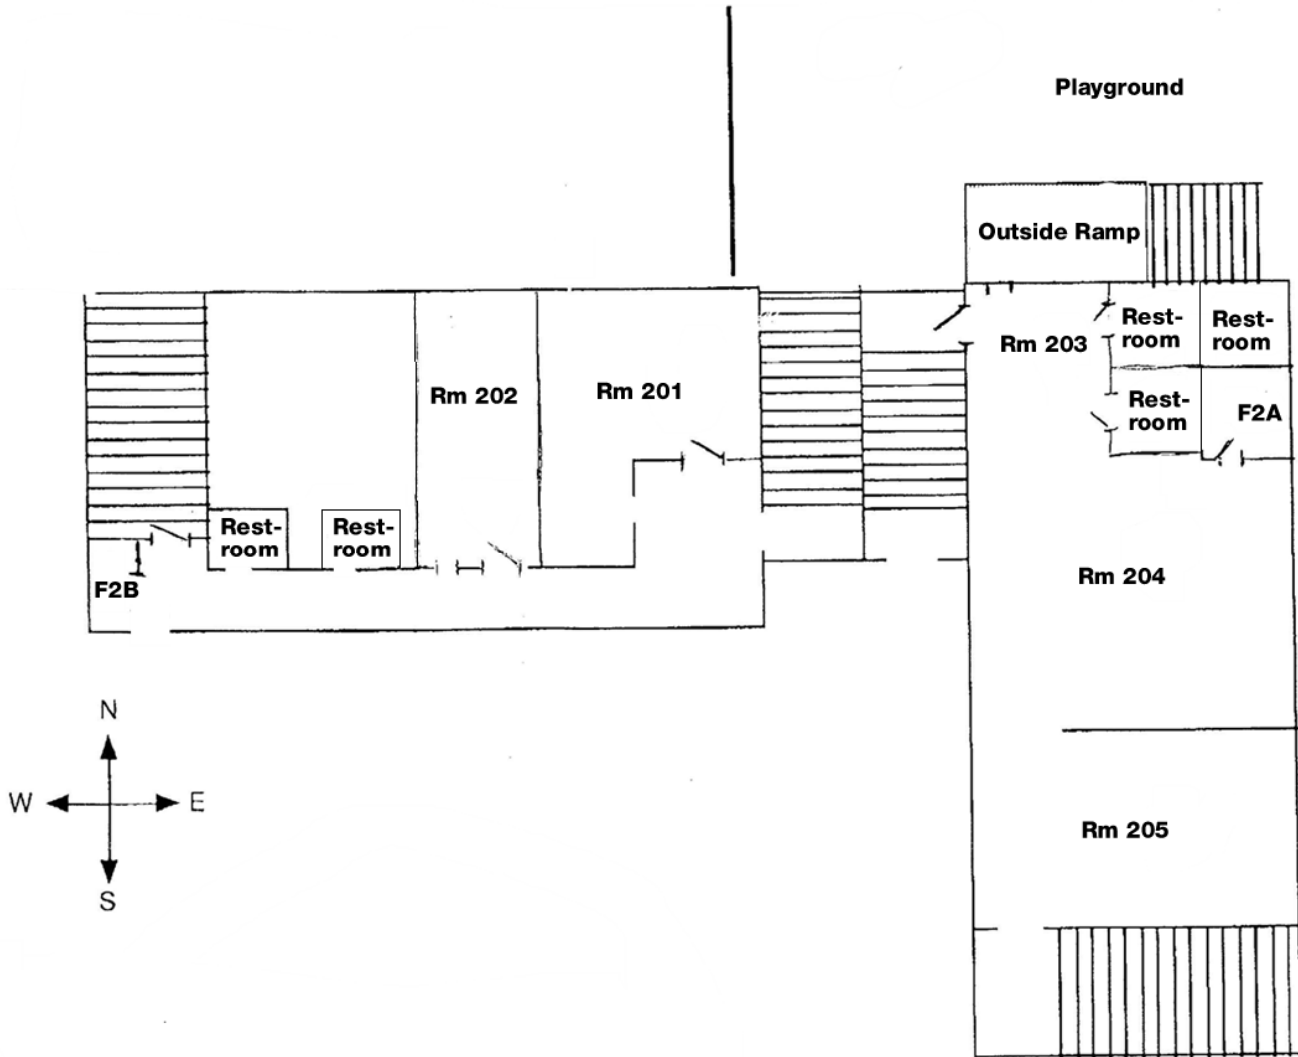 Playground
Outside Ramp
Rest-
room
Rest-
room
Rm 203
Rm 202
Rm 201
Rest-
room
F2A
Rest-
room
Rest-
room
F2B
Rm 204
N
W
E
S
Rm 205